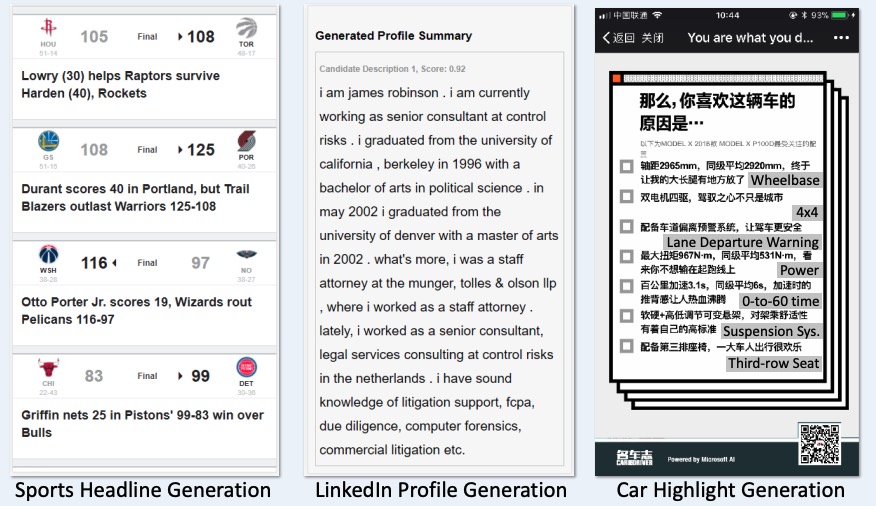 HOU
51-14
105
Final
108
TOR
48-17
Lowry (30) helps Raptors survive
Harden (40), Rockets
GS
51-15
108
Final
125
POR
40-26
Durant scores 40 in Portland, but Trail
Blazers outlast Warriors 125-108
WSH
38-28
116
Final
97
NO
38-27
Otto Porter Jr. scores 19, Wizards rout
Pelicans 116-97
CHI
22-43
83
Final
99
DET
30-36
Griffin nets 25 in Pistons' 99-83 win over
Bulls
Sports Headline Generation
Generated Profile Summary
Candidate Description 1, Score: 0.92
i am james robinson . i am currently
working as senior consultant at control
risks . i graduated from the university of
california , berkeley in 1996 with a
bachelor of arts in political science . in
may 2002 i graduated from the
university of denver with a master of arts
in 2002 . what's more, i was a staff
attorney at the munger, tolles & olson llp
, where i worked as a staff attorney .
lately, i worked as a senior consultant,
legal services consulting at control risks
in the netherlands . i have sound
knowledge of litigation support, fcpa,
due diligence, computer forensics,
commercial litigation etc.
LinkedIn Profile Generation
中国联通 10:44 93%
返回 关闭 You are what you d...
那么,你喜欢这辆车的
原因是…
以下为MODEL X 2018款 MODEL X P100D最受关注的配
置
轴距2965mm，同级平均2920mm，终于
让我的大长腿有地方放了 Wheelbase
双电机四驱，驾驭之心不只是城市
4x4
配备车道偏离预警系统，让驾车更安全
Lane Departure Warning
最大扭矩967N·m，同级平均531N·m，看
来你不想输在起跑线上 Power
百公里加速3.1s，同级平均6s，加速时的
推背感让人热血沸腾 0-to-60 time
软硬+高低调节可变悬架，对驾乘舒适性
有着自己的高标准 Suspension Sys.
配备第三排座椅，一大车人出行很欢乐
Third-row Seat
名车志
CAR AND DRIVER
Powered by Microsoft AI
Car Highlight Generation